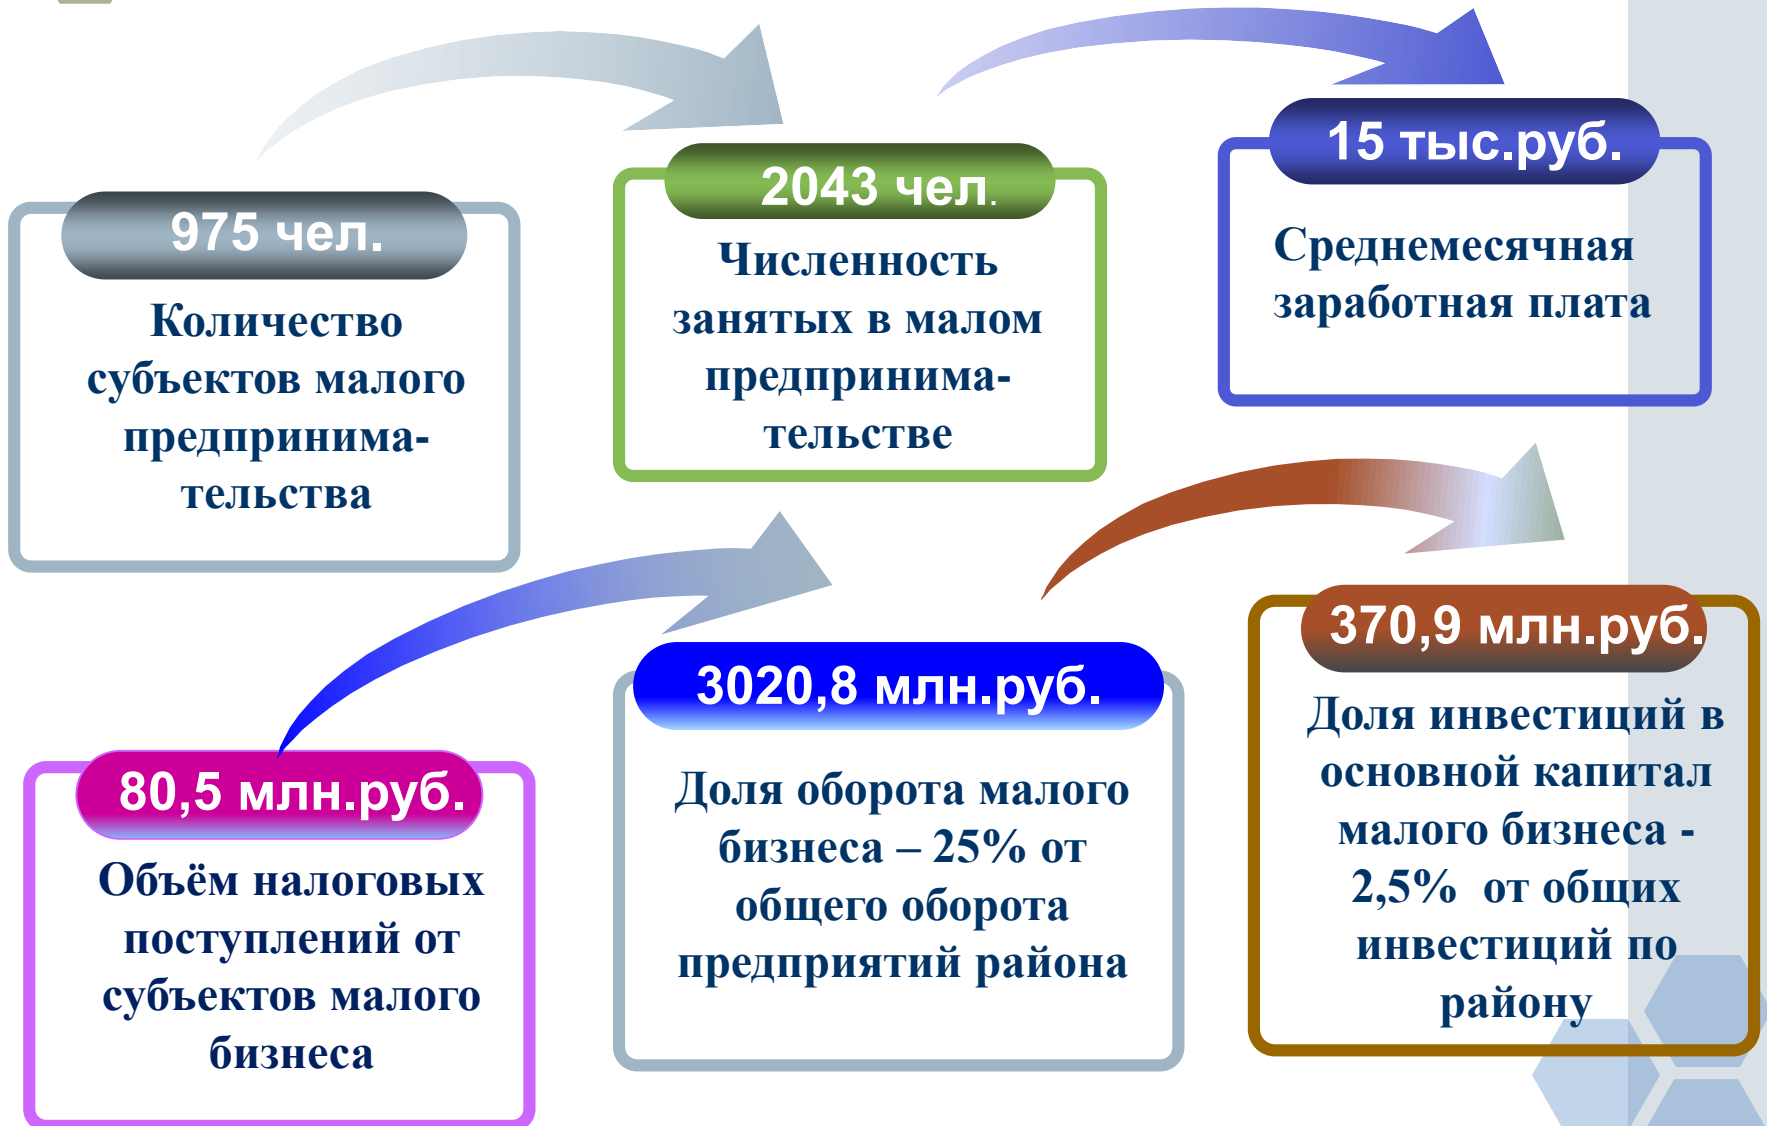 975 чел.
Количество
субъектов малого
предпринима-
тельства
2043 чел.
Численность
занятых в малом
предпринима-
тельстве
15 тыс.руб.
Среднемесячная
заработная плата
80,5 млн.руб.
Объём налоговых
поступлений от
субъектов малого
бизнеса
3020,8 млн.руб.
Доля оборота малого
бизнеса – 25% от
общего оборота
предприятий района
370,9 млн.руб.
Доля инвестиций в
основной капитал
малого бизнеса -
2,5%  от общих
инвестиций по
району